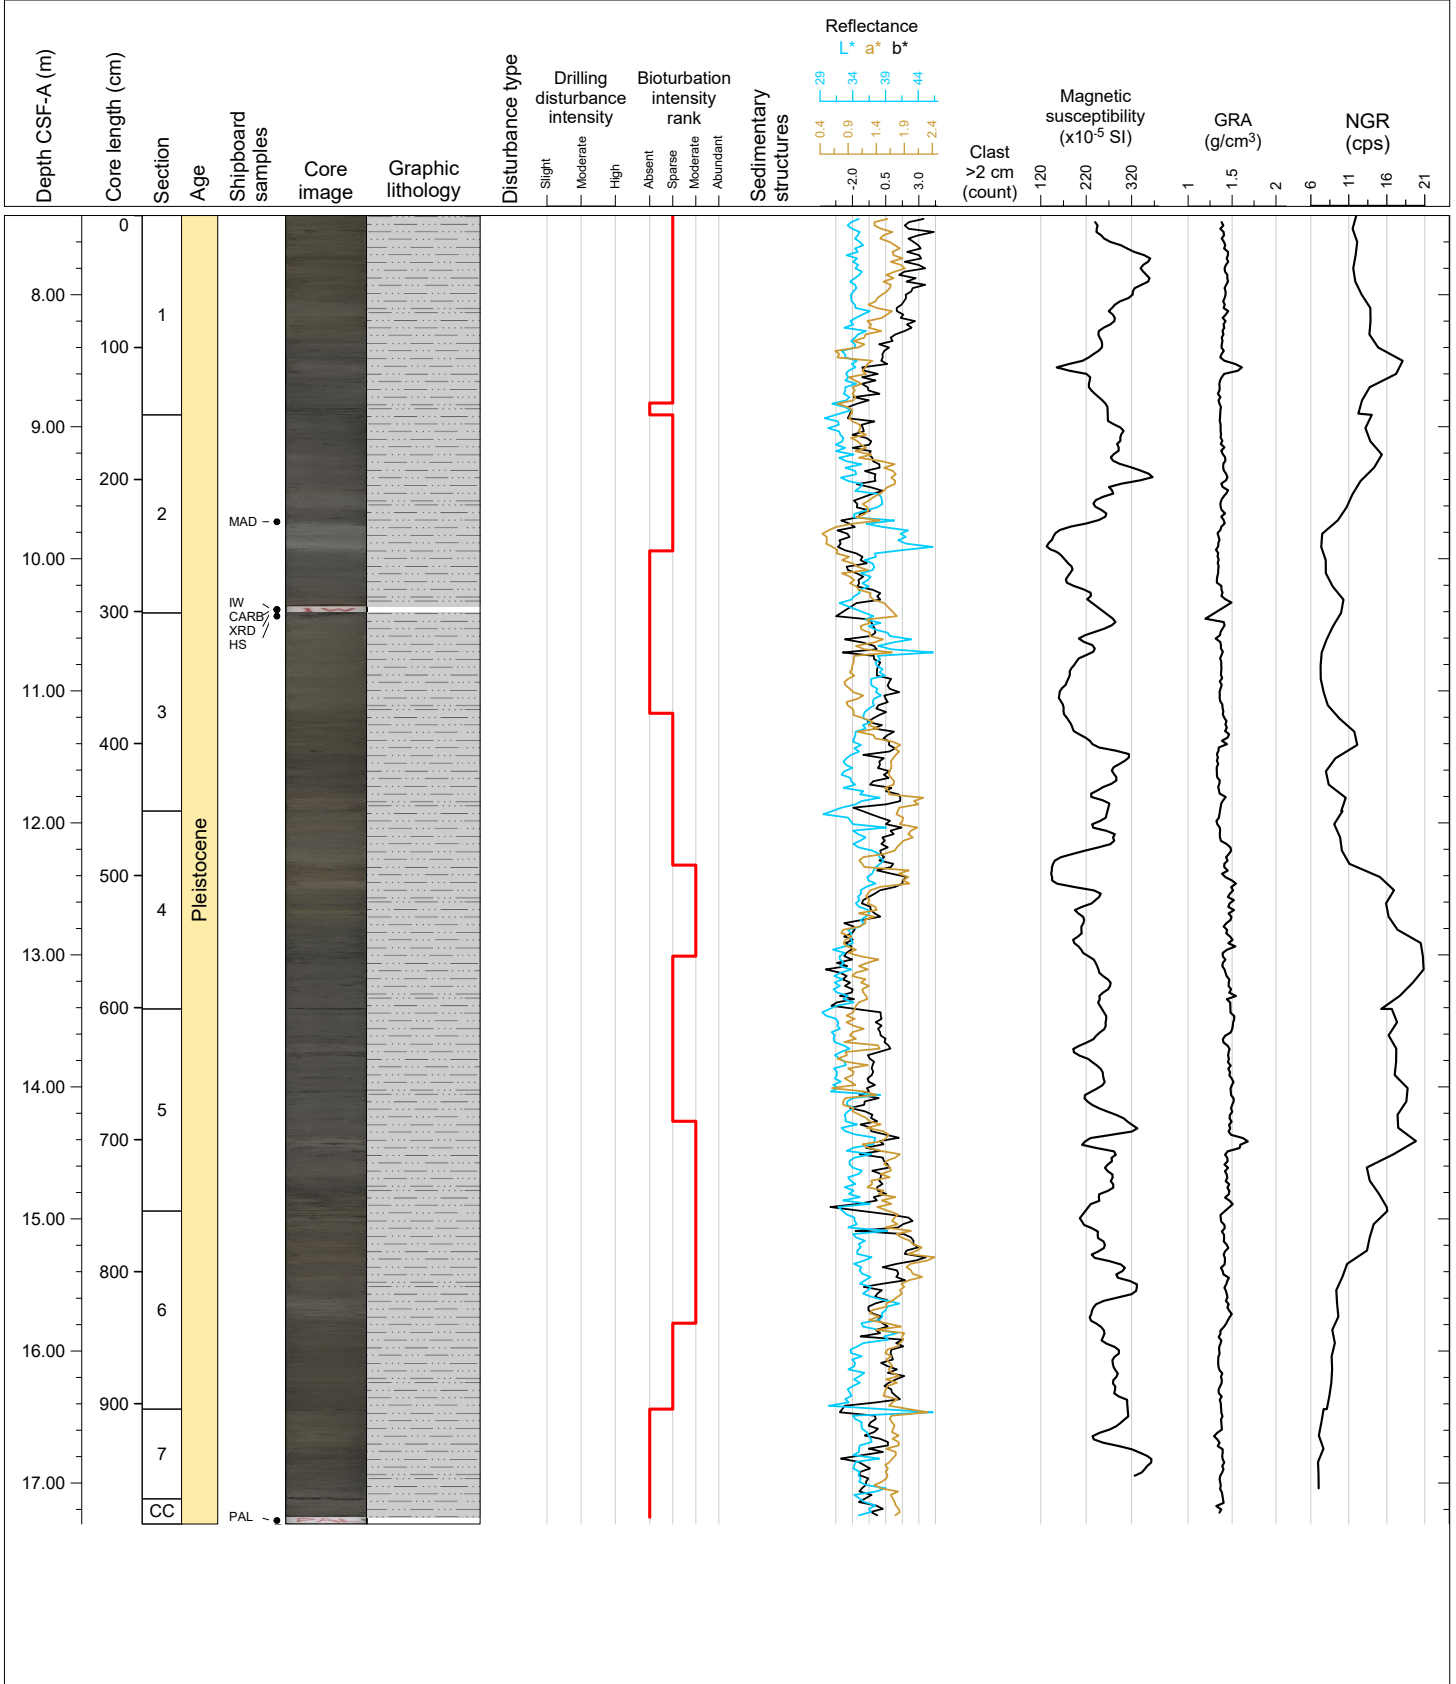 Depth CSF-A (m)
Core length (cm)
Section
Age
Shipboard
samples
Core
image
Graphic
lithology
Disturbance type
Drilling
disturbance
intensity
Slight
Moderate
High
Bioturbation
intensity
rank
Absent
Sparse
Moderate
Abundant
Sedimentary
structures
Reflectance
L* a* b*
29 34 39 44
0.4 0.9 1.4 1.9 2.4
-2.0 0.5 3.0
Clast
>2 cm
(count)
Magnetic
susceptibility
(x10-5 SI)
120 220 320
GRA
(g/cm3)
1 1.5 2
NGR
(cps)
6 11 16 21
0
8.00
1
100
9.00
200
2
MAD
10.00
IW
300
CARB
XRD
HS
IW
11.00
3
400
12.00
Pleistocene
500
4
13.00
600
14.00
5
700
15.00
800
6
16.00
900
7
17.00
CC
PAL
PAL